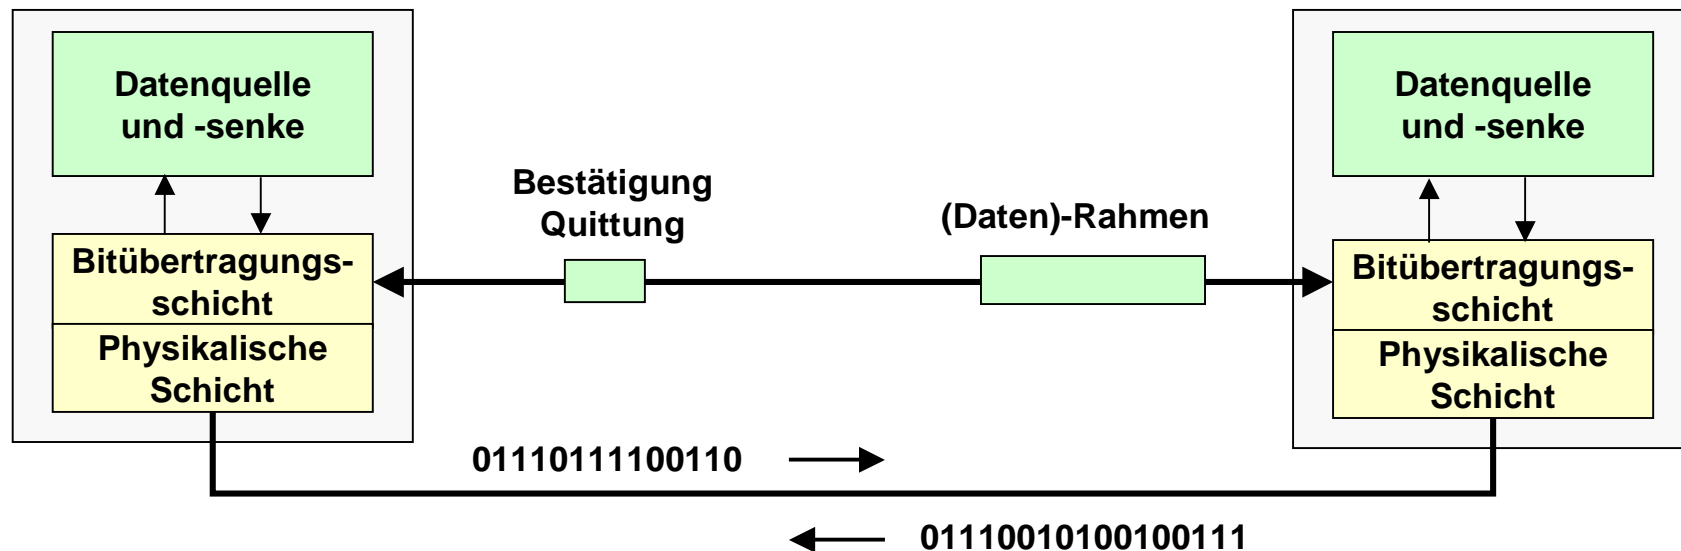 Datenquelle
und -senke
Bitübertragungs-
schicht
Physikalische
Schicht
Bestätigung
Quittung
(Daten)-Rahmen
Datenquelle
und -senke
Bitübertragungs-
schicht
Physikalische
Schicht
01110111100110
01110010100100111